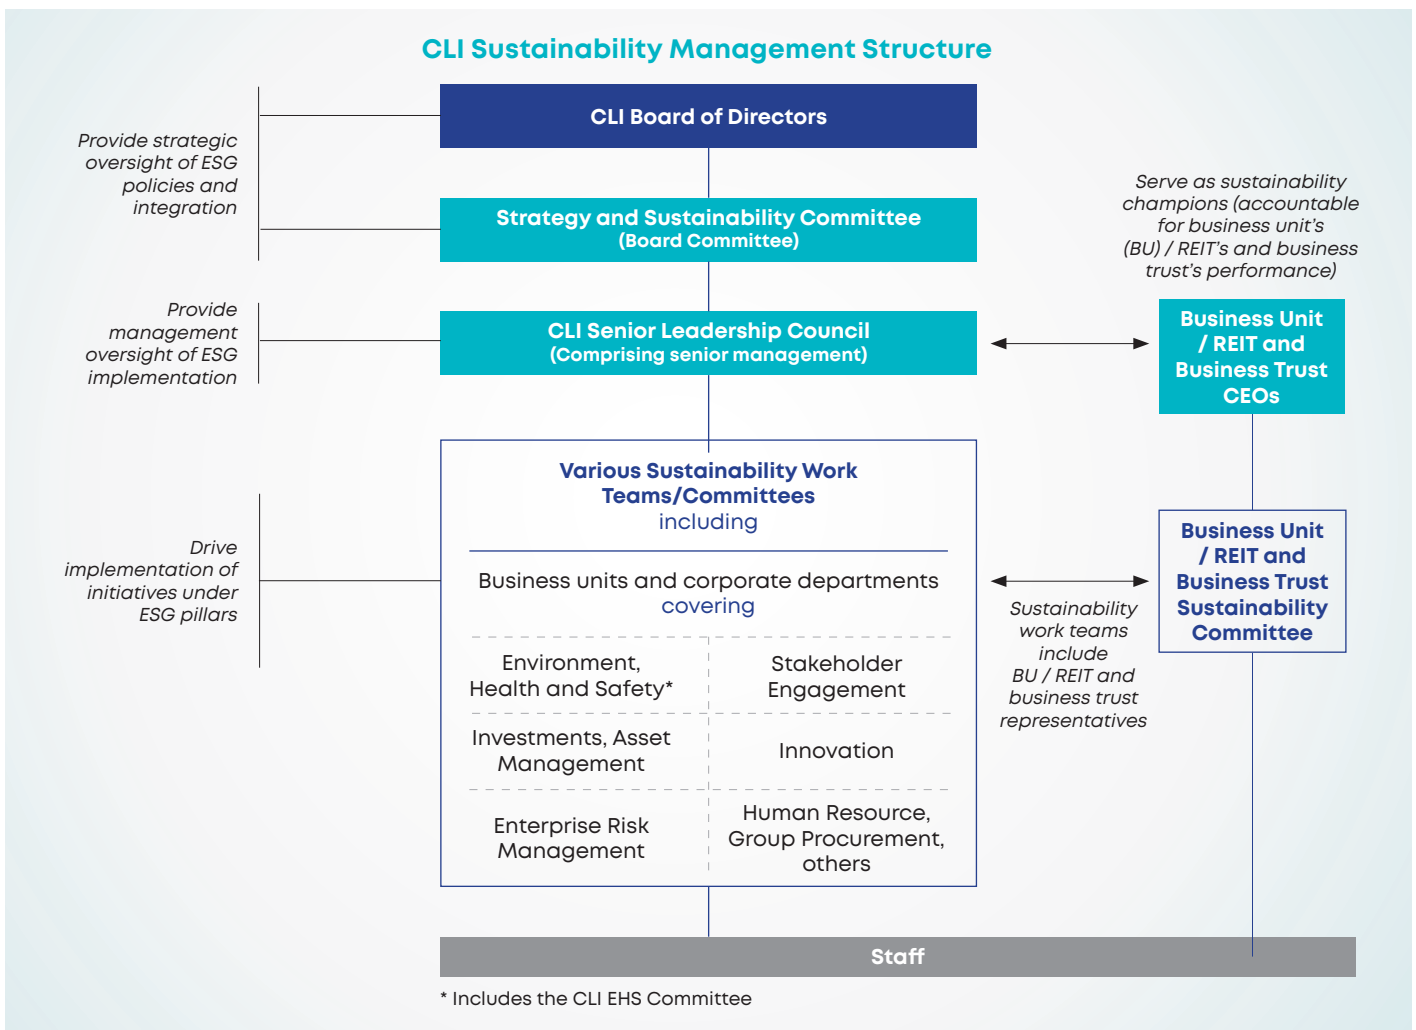 CLI Sustainability Management Structure
CLI Board of Directors
Provide strategic
oversight of ESG
policies and
integration
Strategy and Sustainability Committee
(Board Committee)
Serve as sustainability
champions (accountable
for business unit's
(BU) / REIT's and business
trust's performance)
Provide
management
oversight of ESG
implementation
CLI Senior Leadership Council
(Comprising senior management)
Business Unit
/ REIT and
Business Trust
CEOs
Various Sustainability Work
Teams/Committees
including
Business units and corporate departments
covering
Environment,
Health and Safety*
Stakeholder
Engagement
Investments, Asset
Management
Innovation
Enterprise Risk
Management
Human Resource,
Group Procurement,
others
Drive
implementation of
initiatives under
ESG pillars
Sustainability
work teams
include
BU / REIT and
business trust
representatives
Business Unit
/ REIT and
Business Trust
Sustainability
Committee
Staff
* Includes the CLI EHS Committee